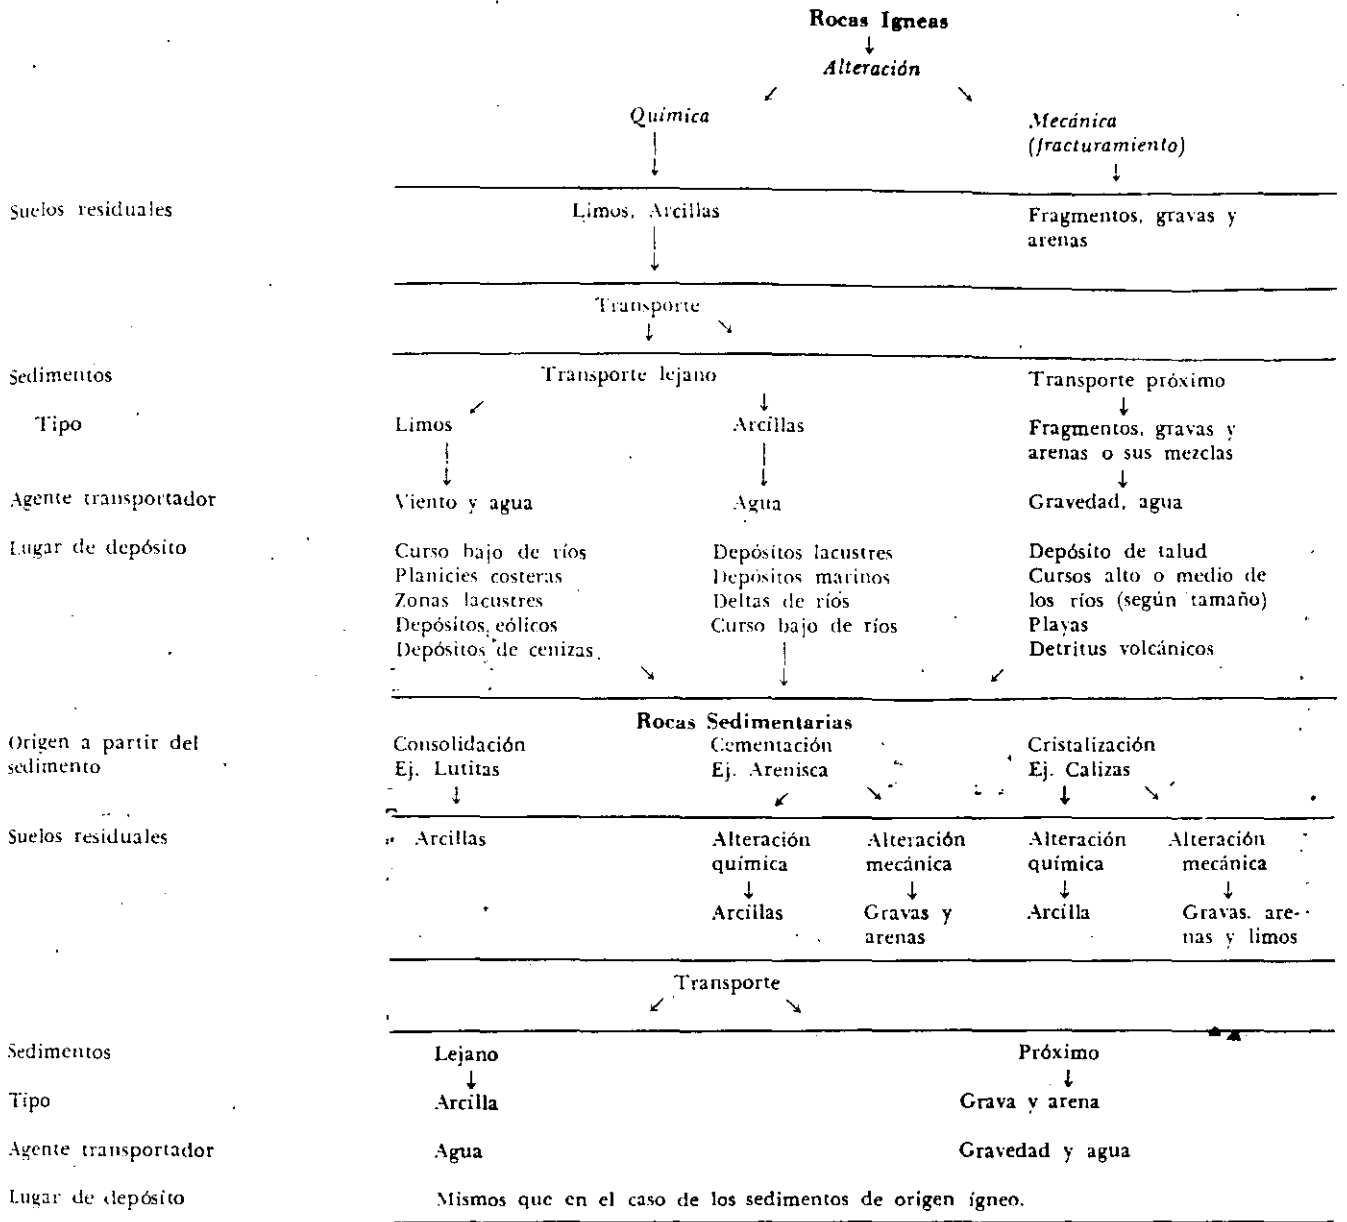 Rocas Igneas
Alteración
Química
Mecánica
(fracturamiento)
Suelos residuales
Limos, Arcillas
Fragmentos, gravas y
arenas
Transporte
Sedimentos
Transporte lejano
Transporte próximo
Tipo
Limos
Arcillas
Fragmentos, gravas y
arenas o sus mezclas
Agente transportador
Viento y agua
Agua
Gravedad, agua
Lugar de depósito
Curso bajo de ríos
Planicies costeras
Zonas lacustres
Depósitos eólicos
Depósitos de cenizas
Depósitos lacustres
Depósitos marinos
Deltas de ríos
Curso bajo de ríos
Depósito de talud
Cursos alto o medio de
los ríos (según tamaño)
Playas
Detritus volcánicos
Rocas Sedimentarias
Origen a partir del
sedimento
Consolidación
Ej. Lutitas
Cementación
Ej. Arenisca
Cristalización
Ej. Calizas
Suelos residuales
Arcillas
Alteración
química
Arcillas
Alteración
mecánica
Gravas y
arenas
Alteración
química
Arcilla
Alteración
mecánica
Gravas, are-
nas y limos
Transporte
Sedimentos
Lejano
Próximo
Tipo
Arcilla
Grava y arena
Agente transportador
Agua
Gravedad y agua
Lugar de depósito
Mismos que en el caso de los sedimentos de origen ígneo.